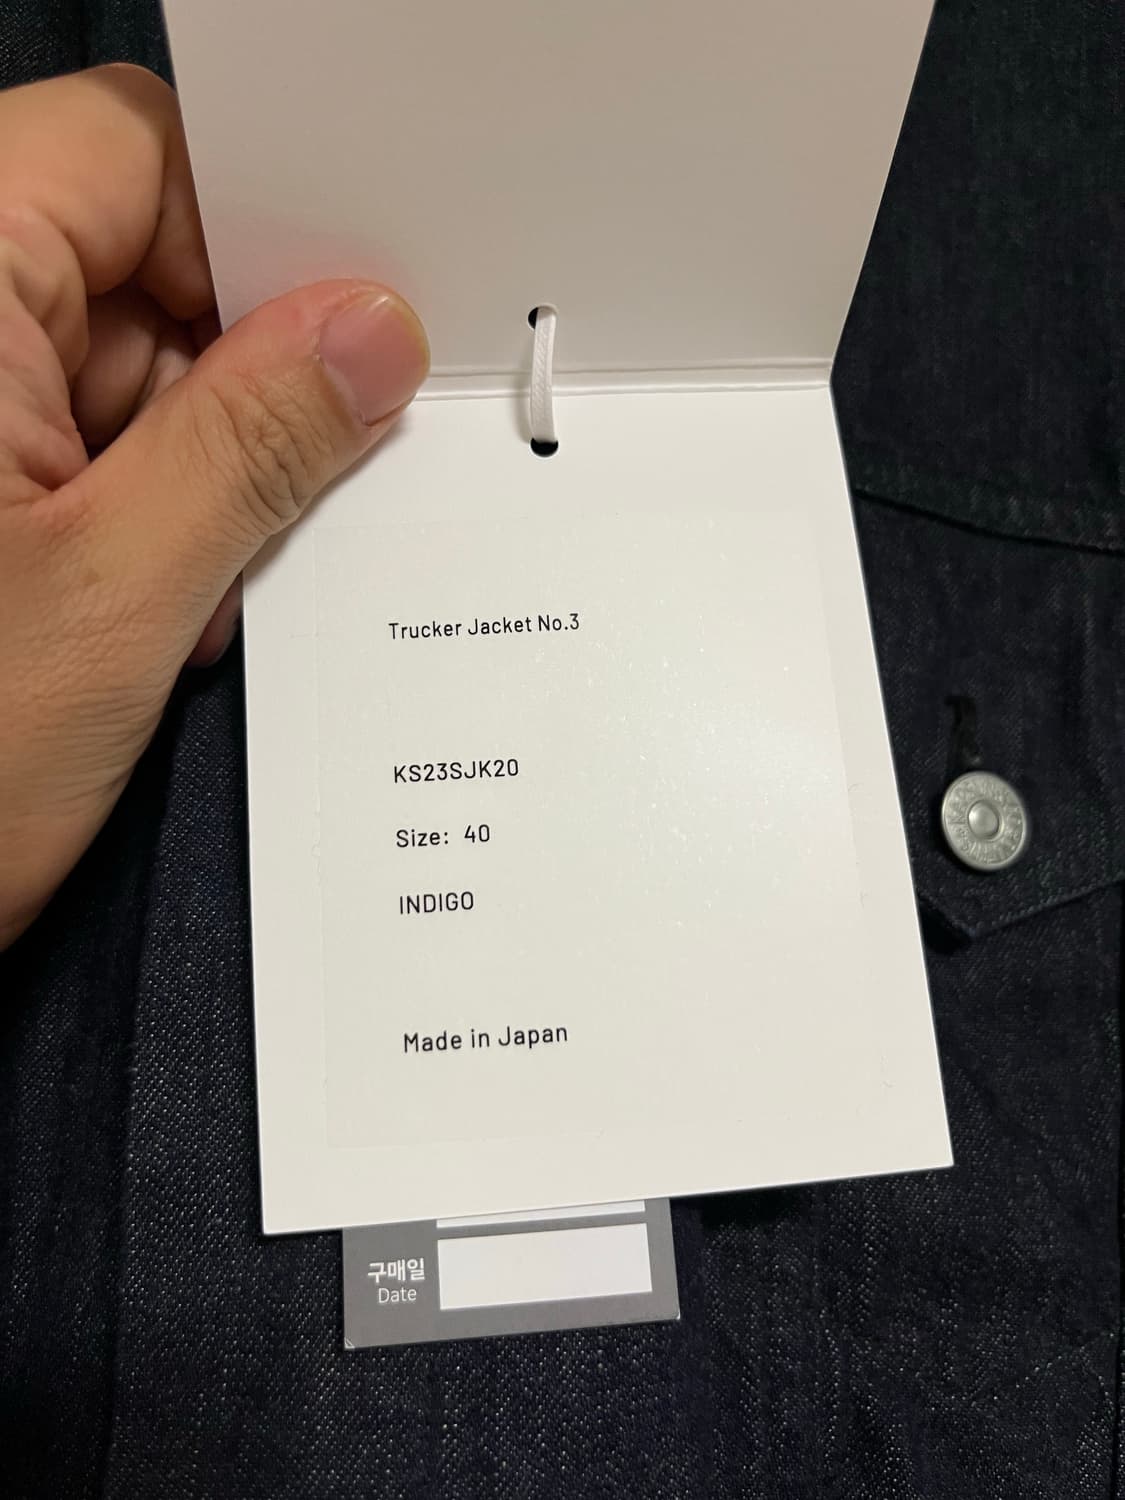 Trucker Jacket No.3
KS23SJK20
Size: 40
INDIGO
Made in Japan
구매일
Date